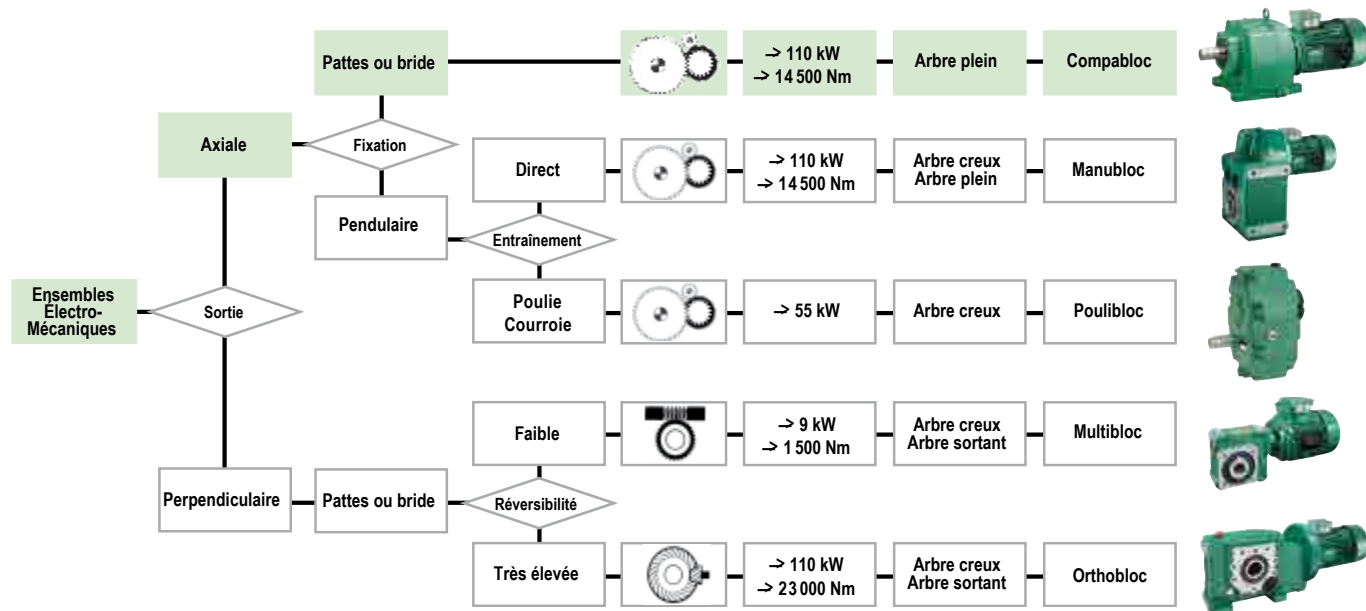 Pattes ou bride
-> 110 kW
-> 14 500 Nm
Arbre plein
Compabloc
Axiale
Fixation
Direct
-> 110 kW
-> 14 500 Nm
Arbre creux
Arbre plein
Manubloc
Pendulaire
Entraînement
Ensembles
Électro-
Mécaniques
Sortie
Poulie
Courroie
-> 55 kW
Arbre creux
Poulibloc
Faible
-> 9 kW
-> 1 500 Nm
Arbre creux
Arbre sortant
Multibloc
Perpendiculaire
Pattes ou bride
Réversibilité
Très élevée
-> 110 kW
-> 23 000 Nm
Arbre creux
Arbre sortant
Orthobloc